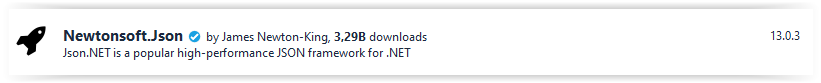 Newtonsoft.Json by James Newton-King, 3,29B downloads 13.0.3
Json.NET is a popular high-performance JSON framework for .NET